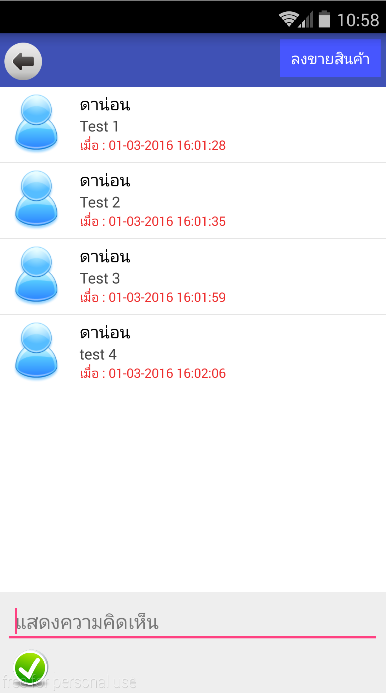 10:58
ลงขายสินค้า
ดาน่อน
Test 1
เมื่อ : 01-03-2016 16:01:28
ดาน่อน
Test 2
เมื่อ : 01-03-2016 16:01:35
ดาน่อน
Test 3
เมื่อ : 01-03-2016 16:01:59
ดาน่อน
test 4
เมื่อ : 01-03-2016 16:02:06
แสดงความคิดเห็น
free for personal use